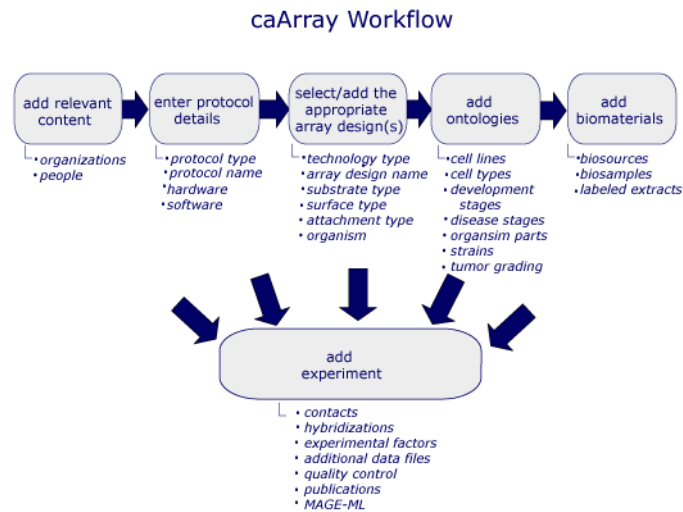 caArray Workflow
add relevant
content
enter protocol
details
select/add the
appropriate
array design(s)
add
ontologies
add
biomaterials
• organizations
• people
• protocol type
• protocol name
• hardware
• software
• technology type
• array design name
• substrate type
• surface type
• attachment type
• organism
• cell lines
• cell types
• development
stages
• disease stages
• organsim parts
• strains
• tumor grading
• biosources
• biosamples
• labeled extracts
add
experiment
• contacts
• hybridizations
• experimental factors
• additional data files
• quality control
• publications
• MAGE-ML